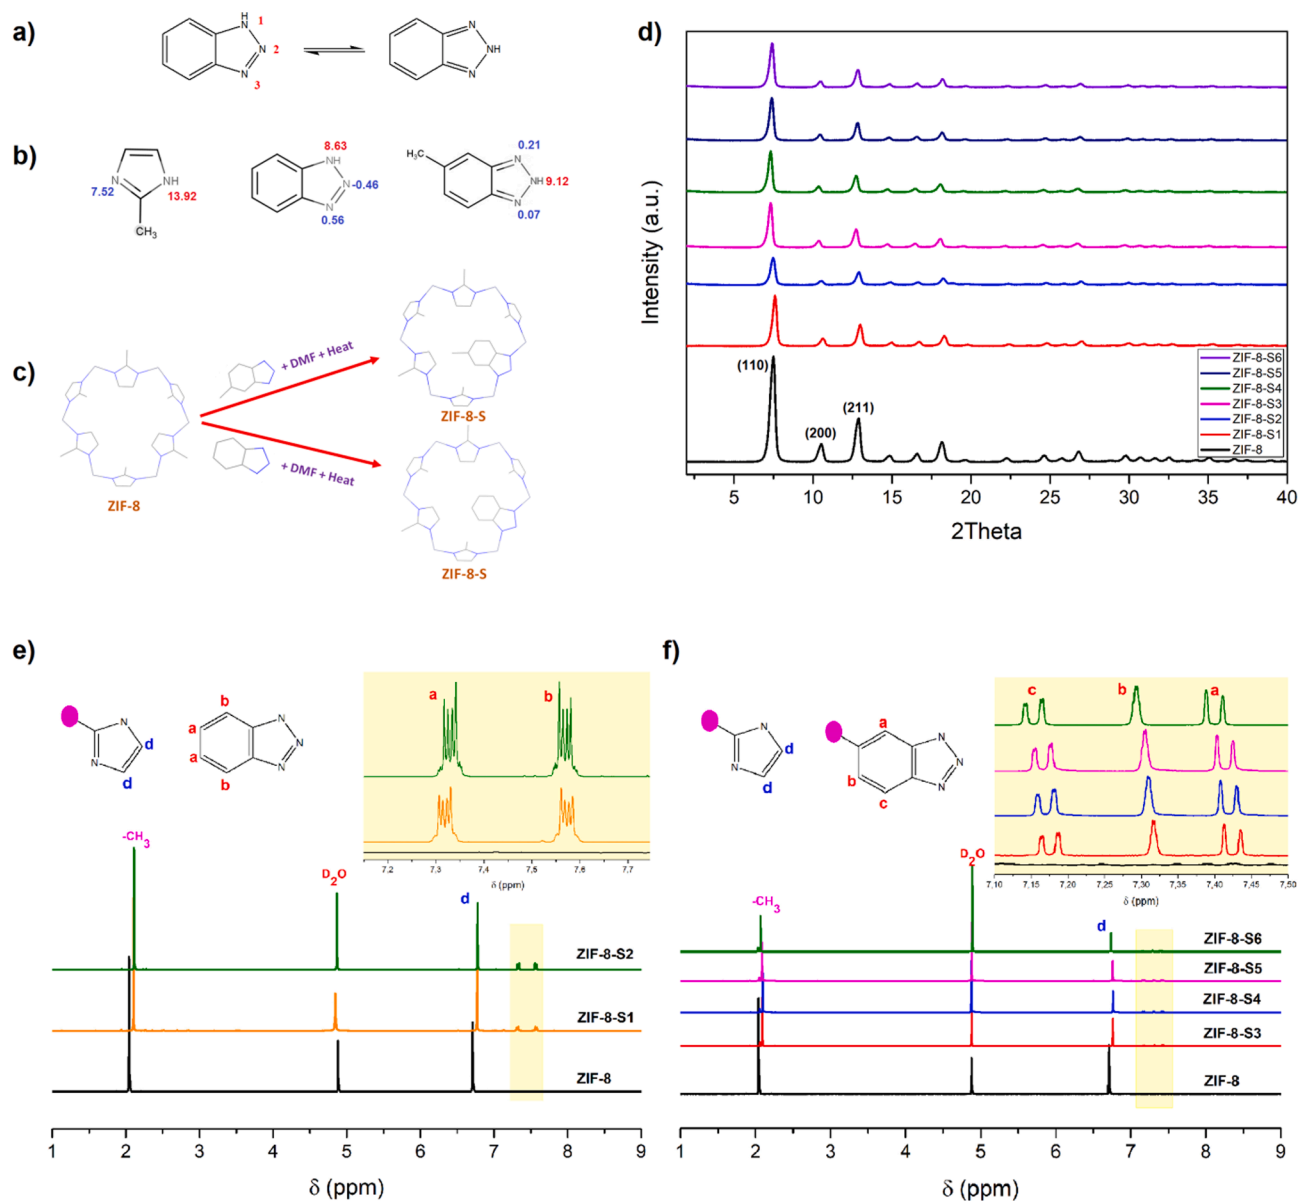 a)
H
N 1
N 2
N 3
N
NH
N
b)
N
7.52
NH
13.92
CH3
8.63
NH
N -0.46
N
0.56
H3C
0.21
N
NH 9.12
N
0.07
c)
ZIF-8
+ DMF + Heat
+ DMF + Heat
ZIF-8-S
ZIF-8-S
d)
Intensity (a.u.)
(110)
(200)
(211)
ZIF-8-S6
ZIF-8-S5
ZIF-8-S4
ZIF-8-S3
ZIF-8-S2
ZIF-8-S1
ZIF-8
5 10 15 20 25 30 35 40
2Theta
e)
N
N
d
d
b
a
a
b
N
N
N
a
b
7,2 7,3 7,4 7,5 7,6 7,7
δ (ppm)
-CH3
D2O
d
ZIF-8-S2
ZIF-8-S1
ZIF-8
1 2 3 4 5 6 7 8 9
δ (ppm)
f)
N
N
d
d
a
b
c
N
N
N
c
b
a
7,10 7,15 7,20 7,25 7,30 7,35 7,40 7,45 7,50
δ (ppm)
-CH3
D2O
d
ZIF-8-S6
ZIF-8-S5
ZIF-8-S4
ZIF-8-S3
ZIF-8
1 2 3 4 5 6 7 8 9
δ (ppm)